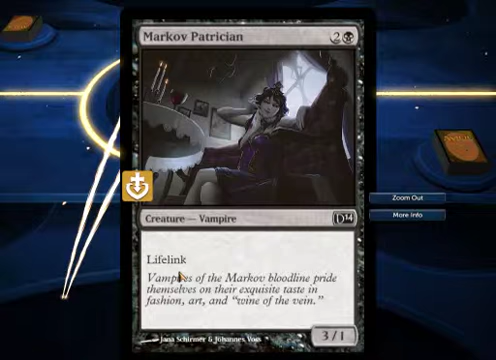 Markov Patrician 2
Creature — Vampire D14
Zoom Out
More Info
Lifelink
Vampires of the Markov bloodline pride
themselves on their exquisite taste in
fashion, art, and “wine of the vein.”
Jana Schirmer & Johannes Voss
3/1